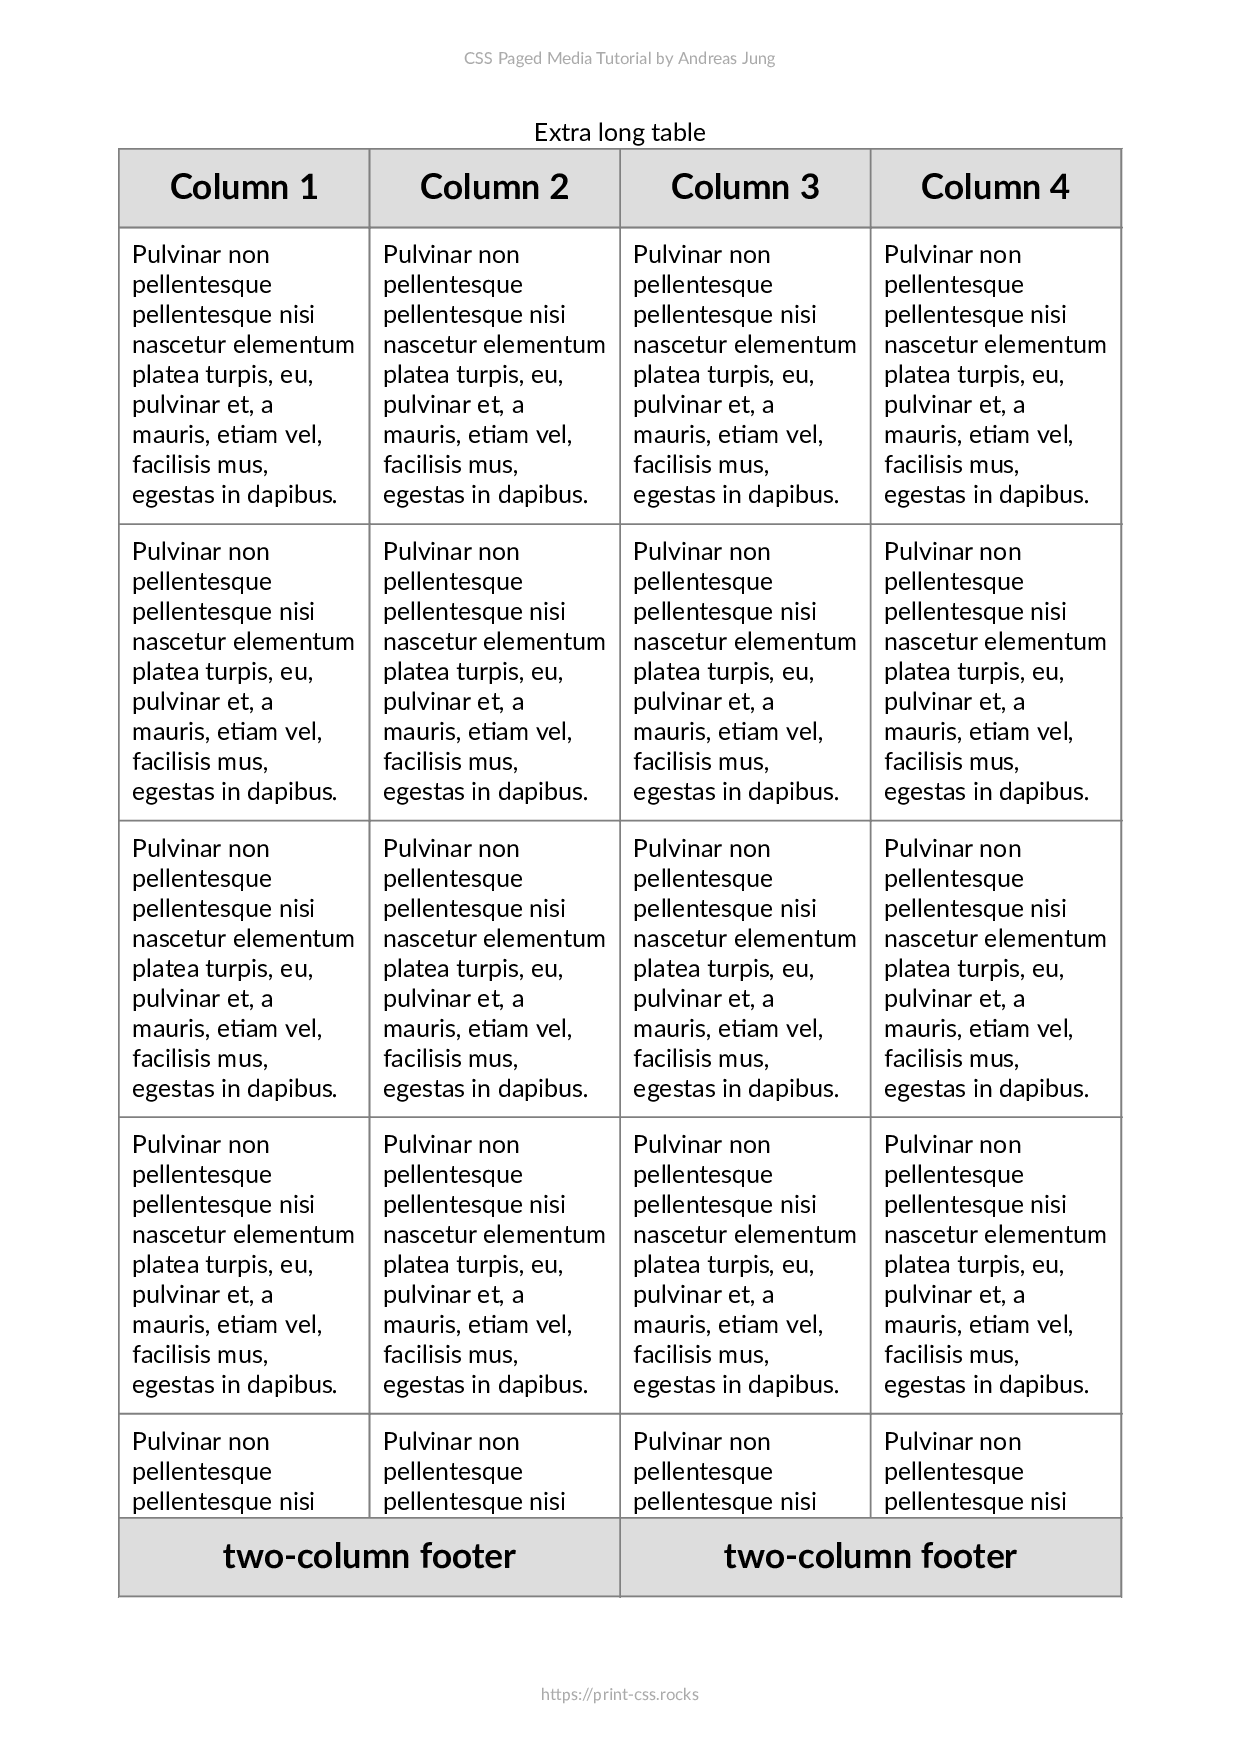 CSS Paged Media Tutorial by Andreas Jung
Extra long table
Column 1 Column 2 Column 3 Column 4
Pulvinar non Pulvinar non Pulvinar non Pulvinar non
pellentesque pellentesque pellentesque pellentesque
pellentesque nisi pellentesque nisi pellentesque nisi pellentesque nisi
nascetur elementum nascetur elementum nascetur elementum nascetur elementum
platea turpis, eu, platea turpis, eu, platea turpis, eu, platea turpis, eu,
pulvinar et, a pulvinar et, a pulvinar et, a pulvinar et, a
mauris, etiam vel, mauris, etiam vel, mauris, etiam vel, mauris, etiam vel,
facilisis mus, facilisis mus, facilisis mus, facilisis mus,
egestas in dapibus. egestas in dapibus. egestas in dapibus. egestas in dapibus.
Pulvinar non Pulvinar non Pulvinar non Pulvinar non
pellentesque pellentesque pellentesque pellentesque
pellentesque nisi pellentesque nisi pellentesque nisi pellentesque nisi
nascetur elementum nascetur elementum nascetur elementum nascetur elementum
platea turpis, eu, platea turpis, eu, platea turpis, eu, platea turpis, eu,
pulvinar et, a pulvinar et, a pulvinar et, a pulvinar et, a
mauris, etiam vel, mauris, etiam vel, mauris, etiam vel, mauris, etiam vel,
facilisis mus, facilisis mus, facilisis mus, facilisis mus,
egestas in dapibus. egestas in dapibus. egestas in dapibus. egestas in dapibus.
Pulvinar non Pulvinar non Pulvinar non Pulvinar non
pellentesque pellentesque pellentesque pellentesque
pellentesque nisi pellentesque nisi pellentesque nisi pellentesque nisi
nascetur elementum nascetur elementum nascetur elementum nascetur elementum
platea turpis, eu, platea turpis, eu, platea turpis, eu, platea turpis, eu,
pulvinar et, a pulvinar et, a pulvinar et, a pulvinar et, a
mauris, etiam vel, mauris, etiam vel, mauris, etiam vel, mauris, etiam vel,
facilisis mus, facilisis mus, facilisis mus, facilisis mus,
egestas in dapibus. egestas in dapibus. egestas in dapibus. egestas in dapibus.
Pulvinar non Pulvinar non Pulvinar non Pulvinar non
pellentesque pellentesque pellentesque pellentesque
pellentesque nisi pellentesque nisi pellentesque nisi pellentesque nisi
nascetur elementum nascetur elementum nascetur elementum nascetur elementum
platea turpis, eu, platea turpis, eu, platea turpis, eu, platea turpis, eu,
pulvinar et, a pulvinar et, a pulvinar et, a pulvinar et, a
mauris, etiam vel, mauris, etiam vel, mauris, etiam vel, mauris, etiam vel,
facilisis mus, facilisis mus, facilisis mus, facilisis mus,
egestas in dapibus. egestas in dapibus. egestas in dapibus. egestas in dapibus.
Pulvinar non Pulvinar non Pulvinar non Pulvinar non
pellentesque pellentesque pellentesque pellentesque
pellentesque nisi pellentesque nisi pellentesque nisi pellentesque nisi
two-column footer two-column footer
https://print-css.rocks